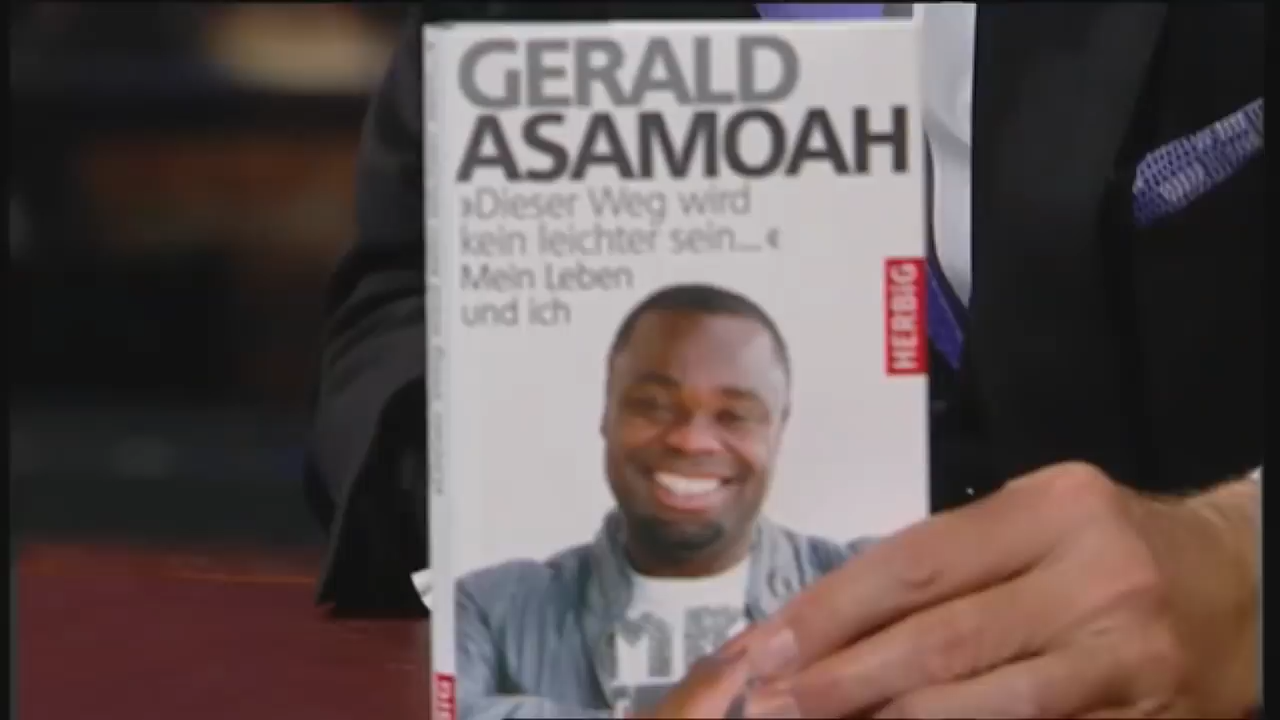 GERALD
ASAMOAH
»Dieser Weg wird
kein leichter sein...«
Mein Leben
und ich
HERBIG